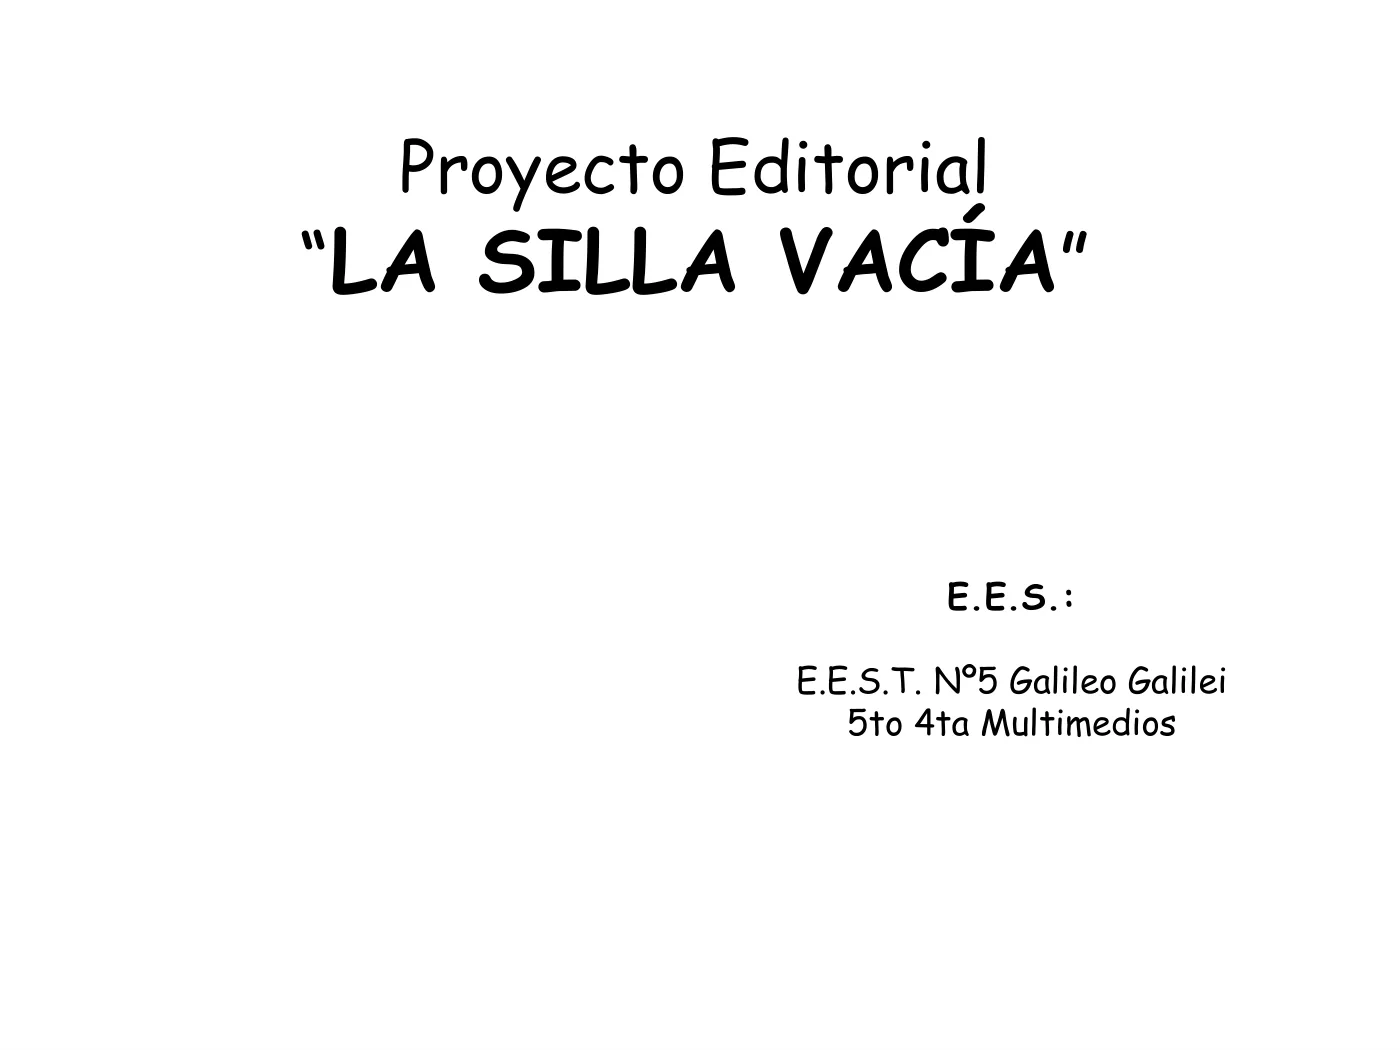 Proyecto Editorial
“LA SILLA VACÍA”
E.E.S.:
E.E.S.T. Nº5 Galileo Galilei
5to 4ta Multimedios